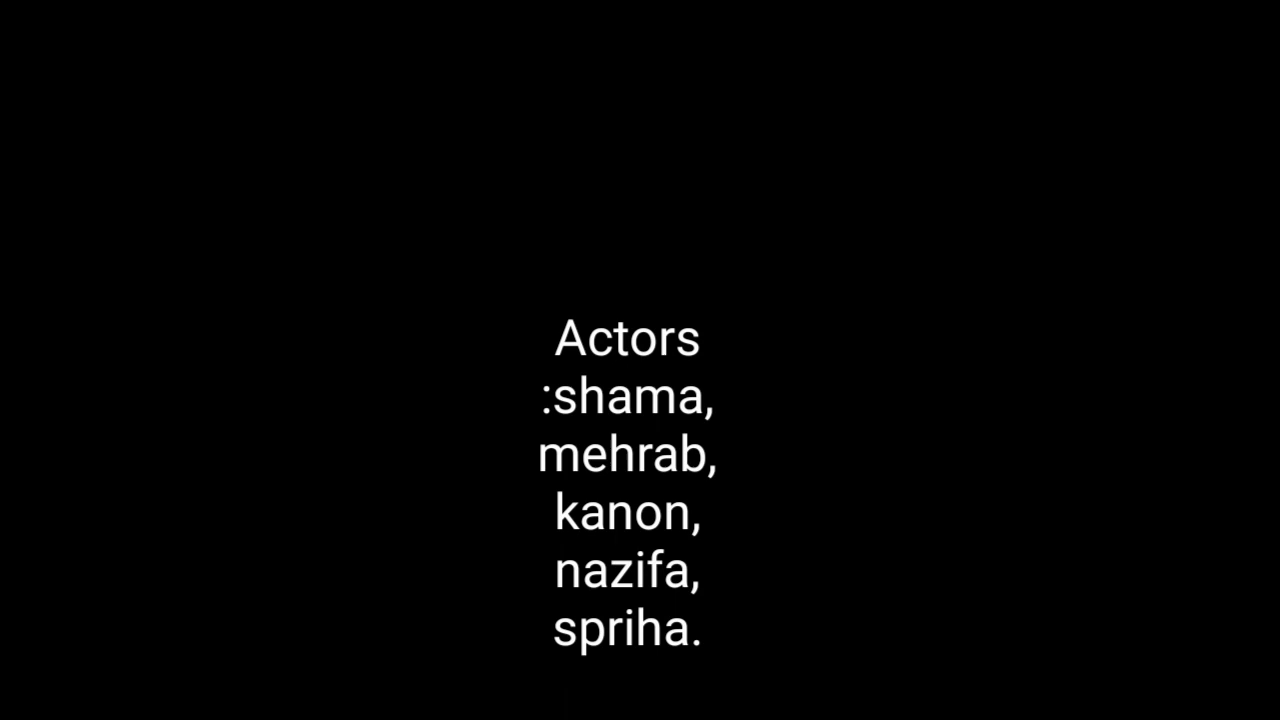 Actors
:shama,
mehrab,
kanon,
nazifa,
spriha.